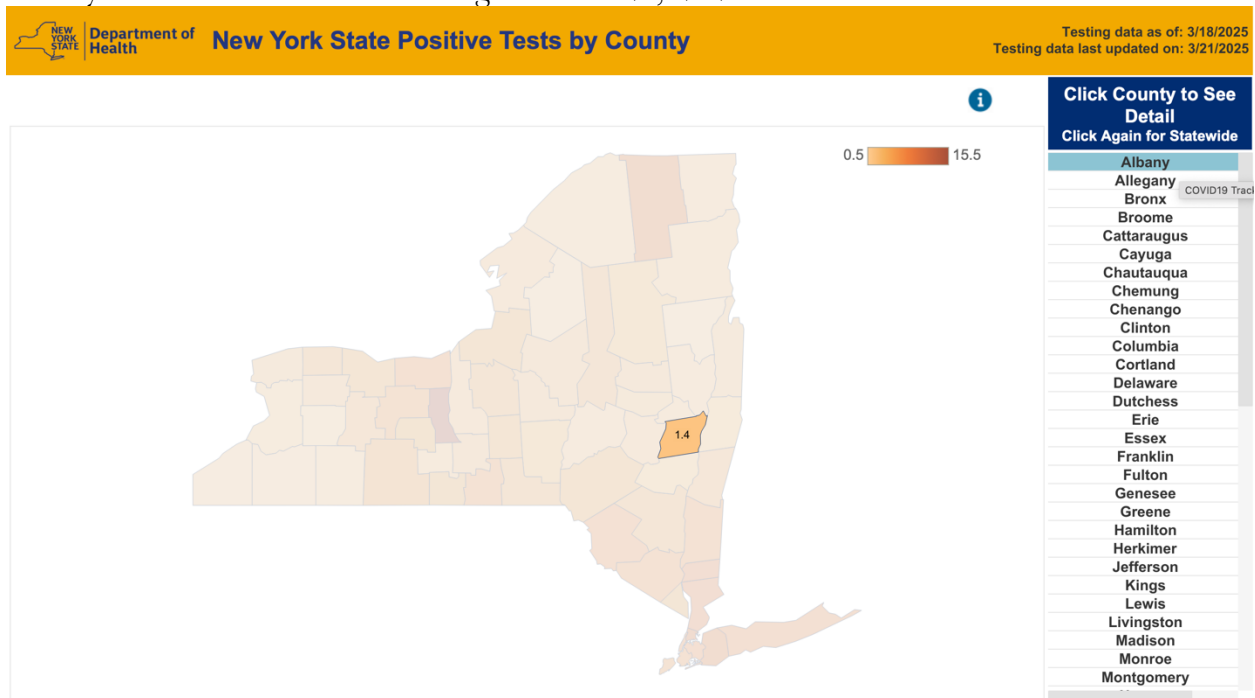 NEW
YORK
STATE
Department of
Health
New York State Positive Tests by County
Testing data as of: 3/18/2025
Testing data last updated on: 3/21/2025
i
Click County to See
Detail
Click Again for Statewide
0.5
15.5
1.4
Albany
Allegany
COVID19 Track
Bronx
Broome
Cattaraugus
Cayuga
Chautauqua
Chemung
Chenango
Clinton
Columbia
Cortland
Delaware
Dutchess
Erie
Essex
Franklin
Fulton
Genesee
Greene
Hamilton
Herkimer
Jefferson
Kings
Lewis
Livingston
Madison
Monroe
Montgomery